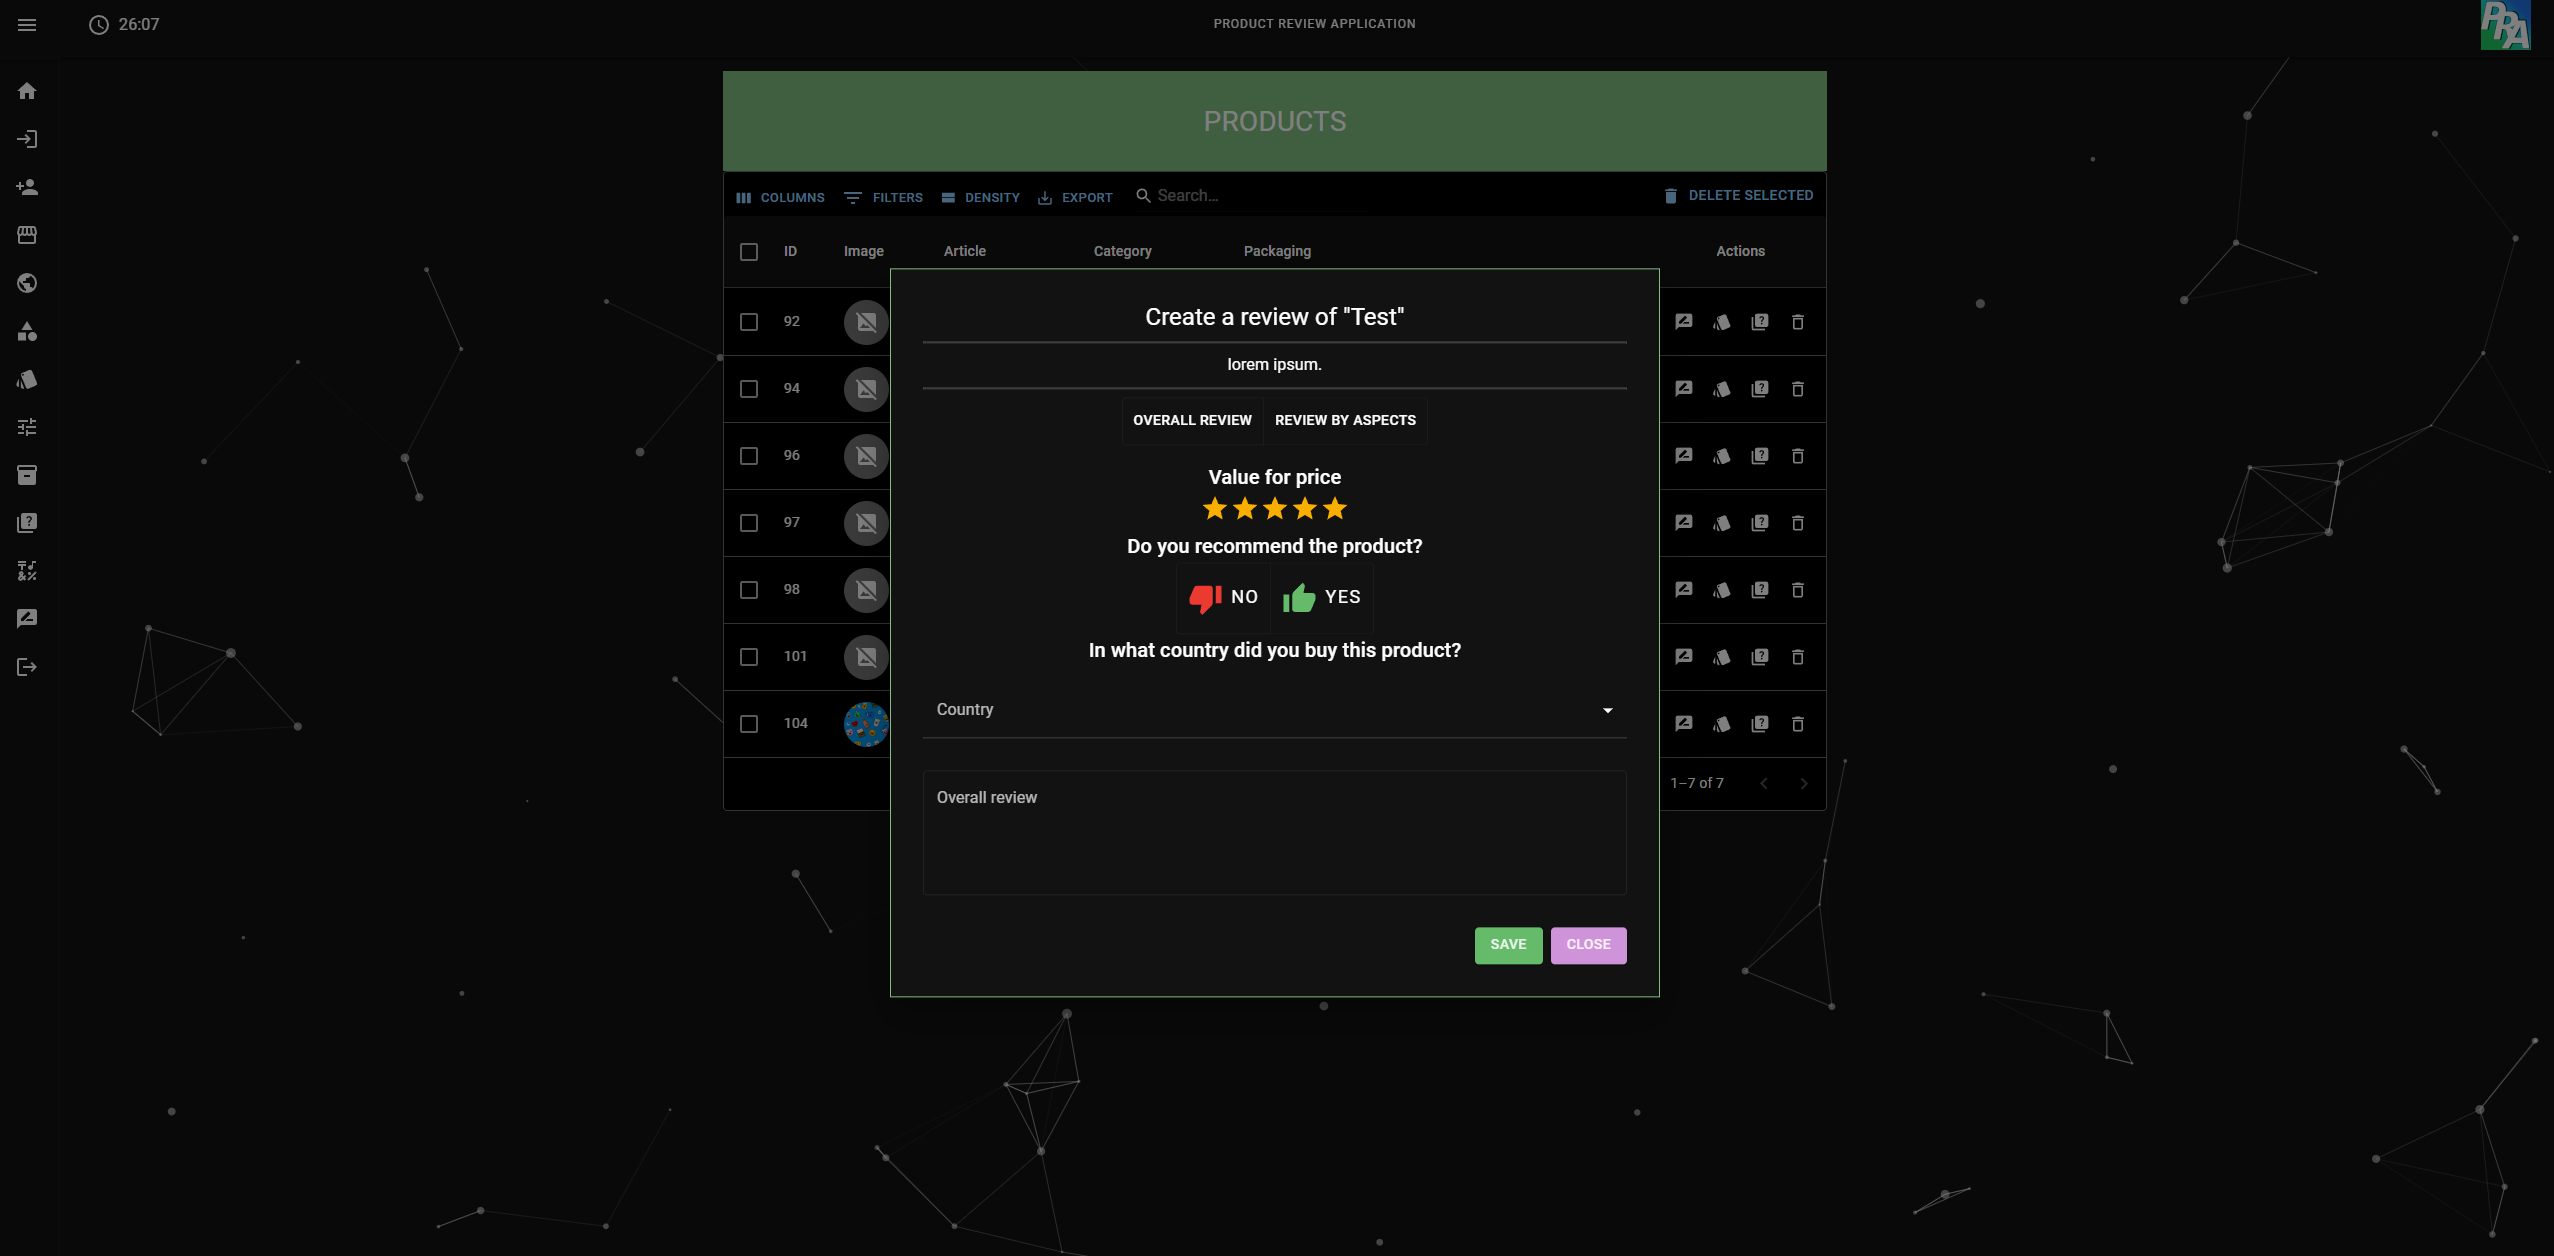 26:07
PRODUCT REVIEW APPLICATION
PRA
PRODUCTS
COLUMNS FILTERS DENSITY EXPORT Search... DELETE SELECTED
ID Image Article Category Packaging Actions
92
94
96
97
98
101
104
1–7 of 7
Create a review of "Test"
lorem ipsum.
OVERALL REVIEW REVIEW BY ASPECTS
Value for price
Do you recommend the product?
NO YES
In what country did you buy this product?
Country
Overall review
SAVE CLOSE